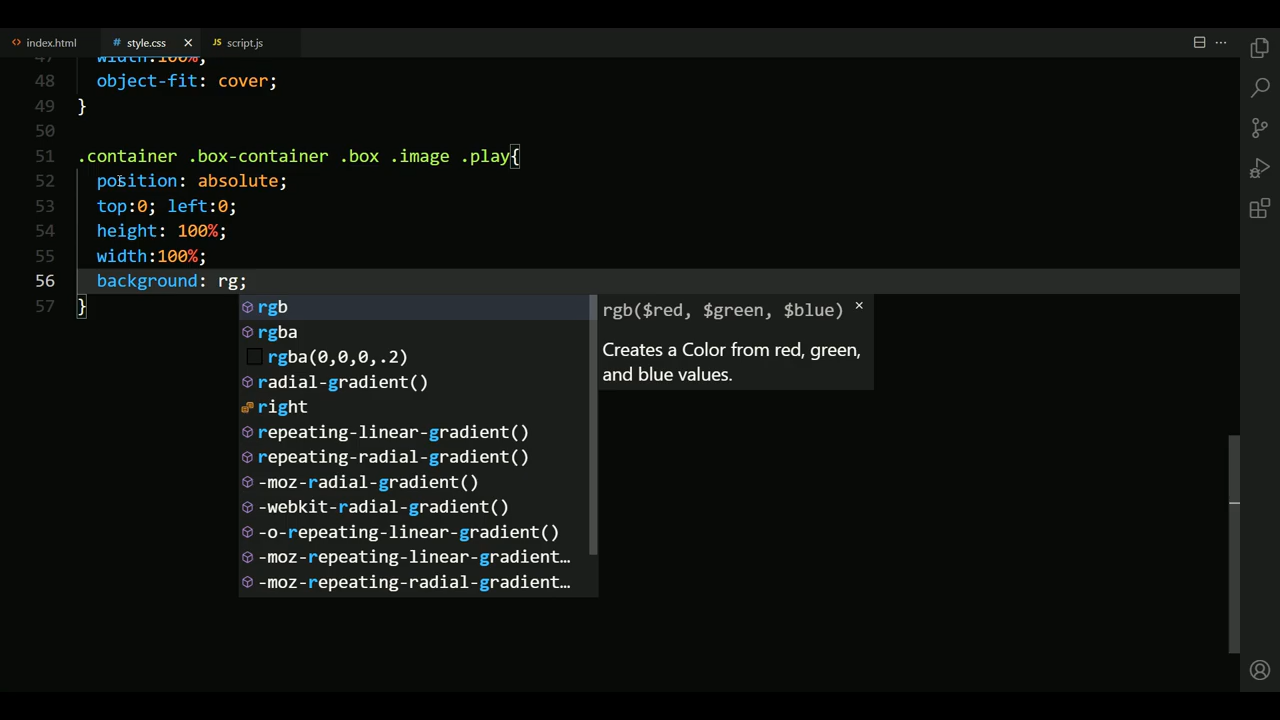 index.html
# style.css ×
JS script.js
47 width:100%;
48 object-fit: cover;
49 }
50
51 .container .box-container .box .image .play{
52 position: absolute;
53 top:0; left:0;
54 height: 100%;
55 width:100%;
56 background: rg;
57 }
rgb
rgba
rgba(0,0,0,.2)
radial-gradient()
right
repeating-linear-gradient()
repeating-radial-gradient()
-moz-radial-gradient()
-webkit-radial-gradient()
-o-repeating-linear-gradient()
-moz-repeating-linear-gradient…
-moz-repeating-radial-gradient…
rgb($red, $green, $blue) ×
Creates a Color from red, green,
and blue values.